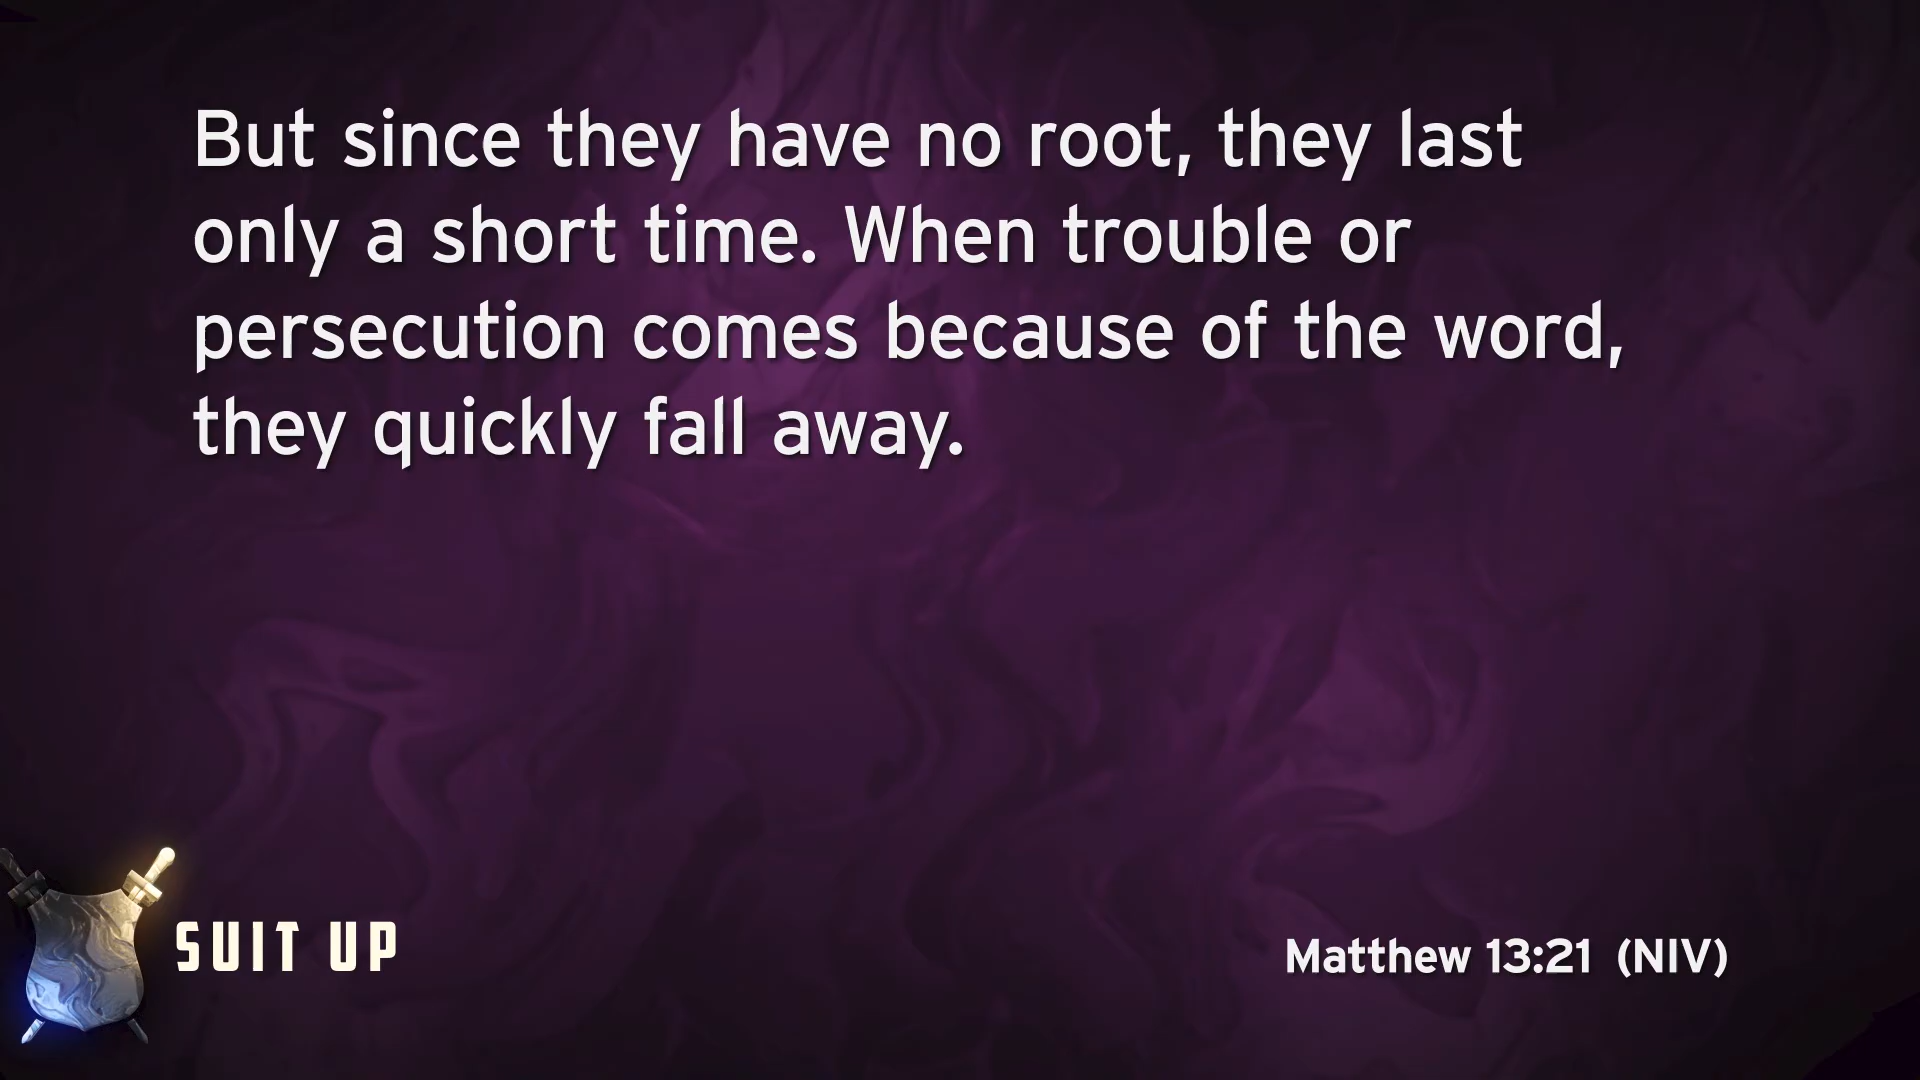 But since they have no root, they last
only a short time. When trouble or
persecution comes because of the word,
they quickly fall away.
SUIT UP
Matthew 13:21 (NIV)